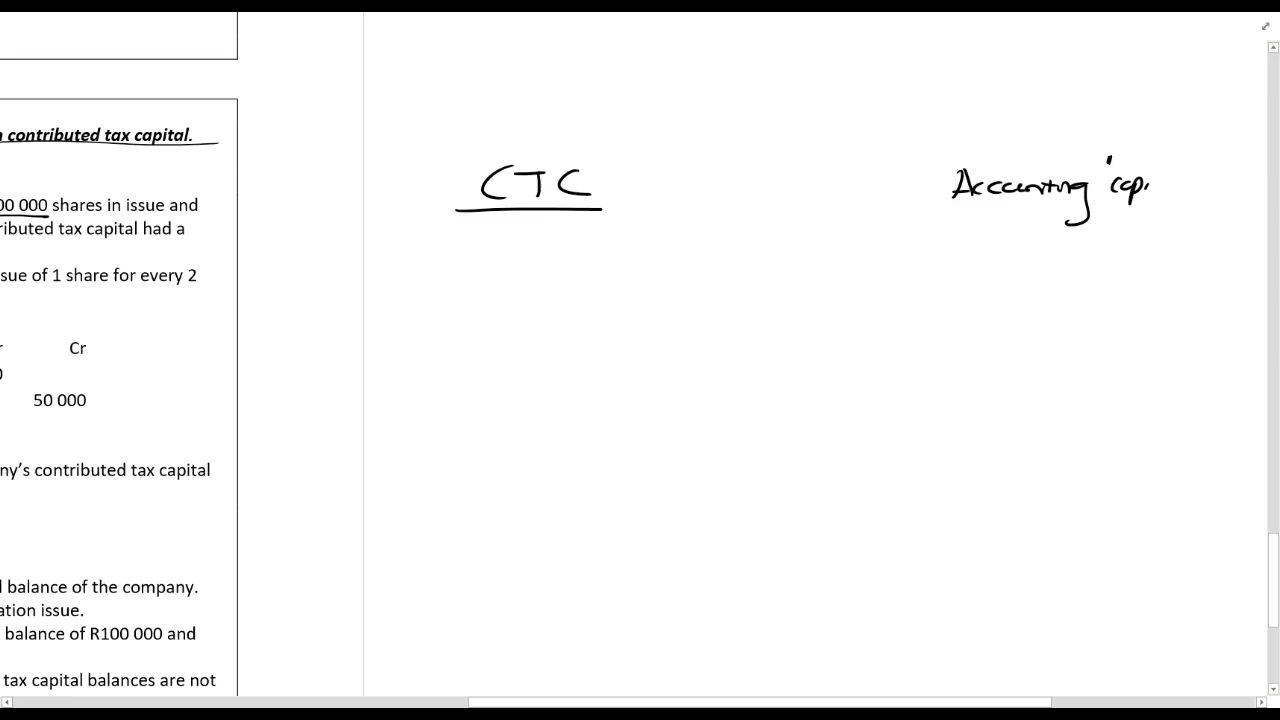 contributed tax capital.
00 000 shares in issue and
ributed tax capital had a
sue of 1 share for every 2
Cr
0
50 000
ny's contributed tax capital
balance of the company.
ation issue.
balance of R100 000 and
tax capital balances are not
CTC
Accounting "cap